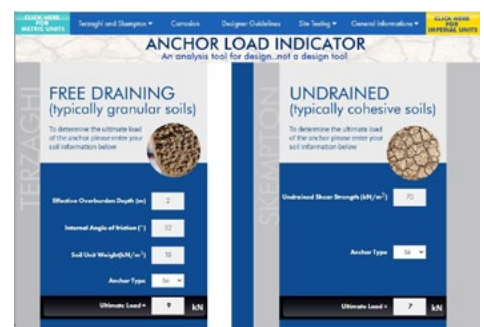 CLICK HERE
FOR
METRIC UNITS
Terzaghi and Skempton
Corrosion
Designer Guidelines
Site Testing
General Informations
CLICK HERE
FOR
IMPERIAL UNITS
ANCHOR LOAD INDICATOR
An analysis tool for design...not a design tool
TERZAGHI
FREE DRAINING
(typically granular
soils)
To determine the ultimate load
of the anchor please enter your
soil information below
Effective Overburden Depth (m) 2
Internal Angle of friction (°) 32
Soil Unit Weight(kN/m³) 18
Anchor Type S6
Ultimate Load = 9 kN
SKEMPTON
UNDRAINED
(typically cohesive soils)
To determine the ultimate load
of the anchor please enter your
soil information below
Undrained Shear Strength (kN/m²) 70
Anchor Type S6
Ultimate Load = 7 kN